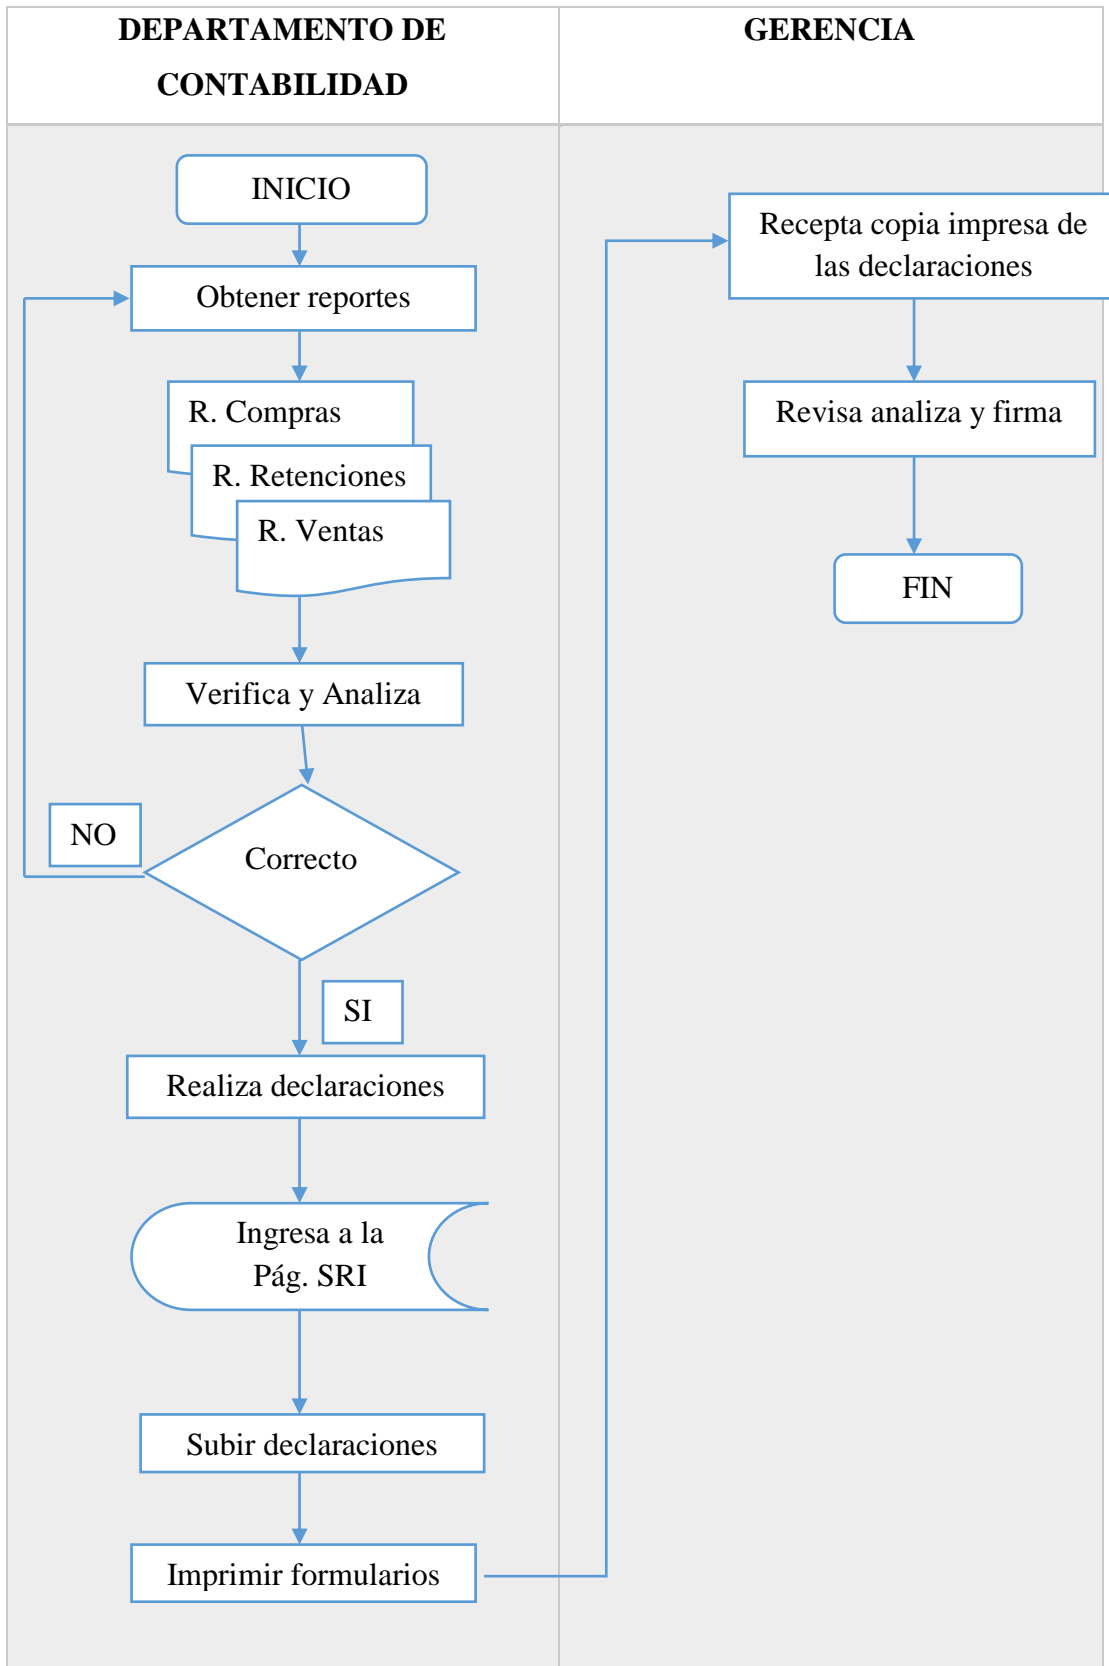 DEPARTAMENTO DE
CONTABILIDAD
GERENCIA
INICIO
Obtener reportes
R. Compras
R. Retenciones
R. Ventas
Verifica y Analiza
NO
Correcto
SI
Realiza declaraciones
Ingresa a la
Pág. SRI
Subir declaraciones
Imprimir formularios
Recepta copia impresa de
las declaraciones
Revisa analiza y firma
FIN